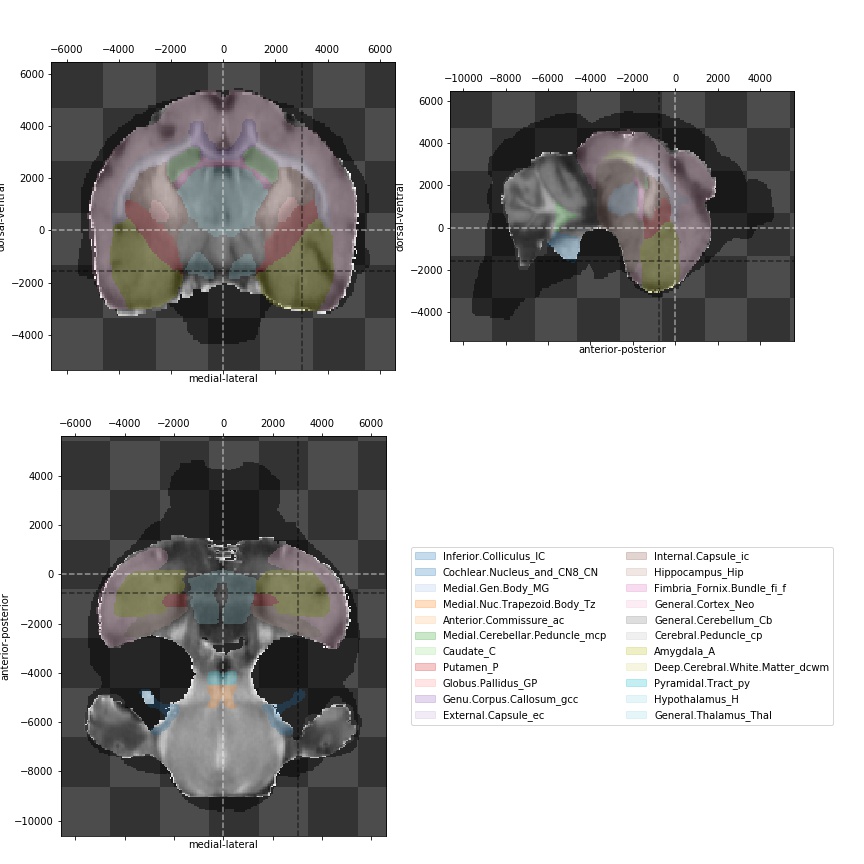 −6000 −4000 −2000 0 2000 4000 6000
6000
4000
2000
0
−2000
−4000
medial-lateral
−10000 −8000 −6000 −4000 −2000 0 2000 4000
6000
4000
2000
0
−2000
−4000
dorsal-ventral
anterior-posterior
−6000 −4000 −2000 0 2000 4000 6000
4000
2000
0
−2000
−4000
−6000
−8000
−10000
anterior-posterior
medial-lateral
Inferior.Colliculus_IC
Cochlear.Nucleus_and_CN8_CN
Medial.Gen.Body_MG
Medial.Nuc.Trapezoid.Body_Tz
Anterior.Commissure_ac
Medial.Cerebellar.Peduncle_mcp
Caudate_C
Putamen_P
Globus.Pallidus_GP
Genu.Corpus.Callosum_gcc
External.Capsule_ec
Internal.Capsule_ic
Hippocampus_Hip
Fimbria_Fornix.Bundle_fi_f
General.Cortex_Neo
General.Cerebellum_Cb
Cerebral.Peduncle_cp
Amygdala_A
Deep.Cerebral.White.Matter_dcwm
Pyramidal.Tract_py
Hypothalamus_H
General.Thalamus_Thal